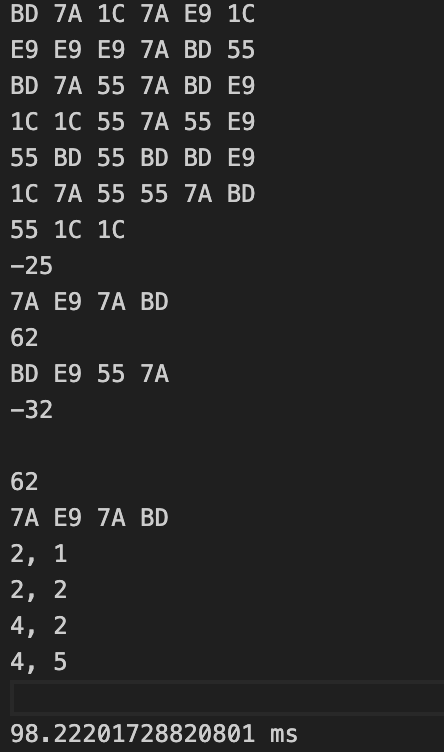 BD 7A 1C 7A E9 1C
E9 E9 E9 7A BD 55
BD 7A 55 7A BD E9
1C 1C 55 7A 55 E9
55 BD 55 BD BD E9
1C 7A 55 55 7A BD
55 1C 1C
-25
7A E9 7A BD
62
BD E9 55 7A
-32
62
7A E9 7A BD
2, 1
2, 2
4, 2
4, 5
98.22201728820801 ms